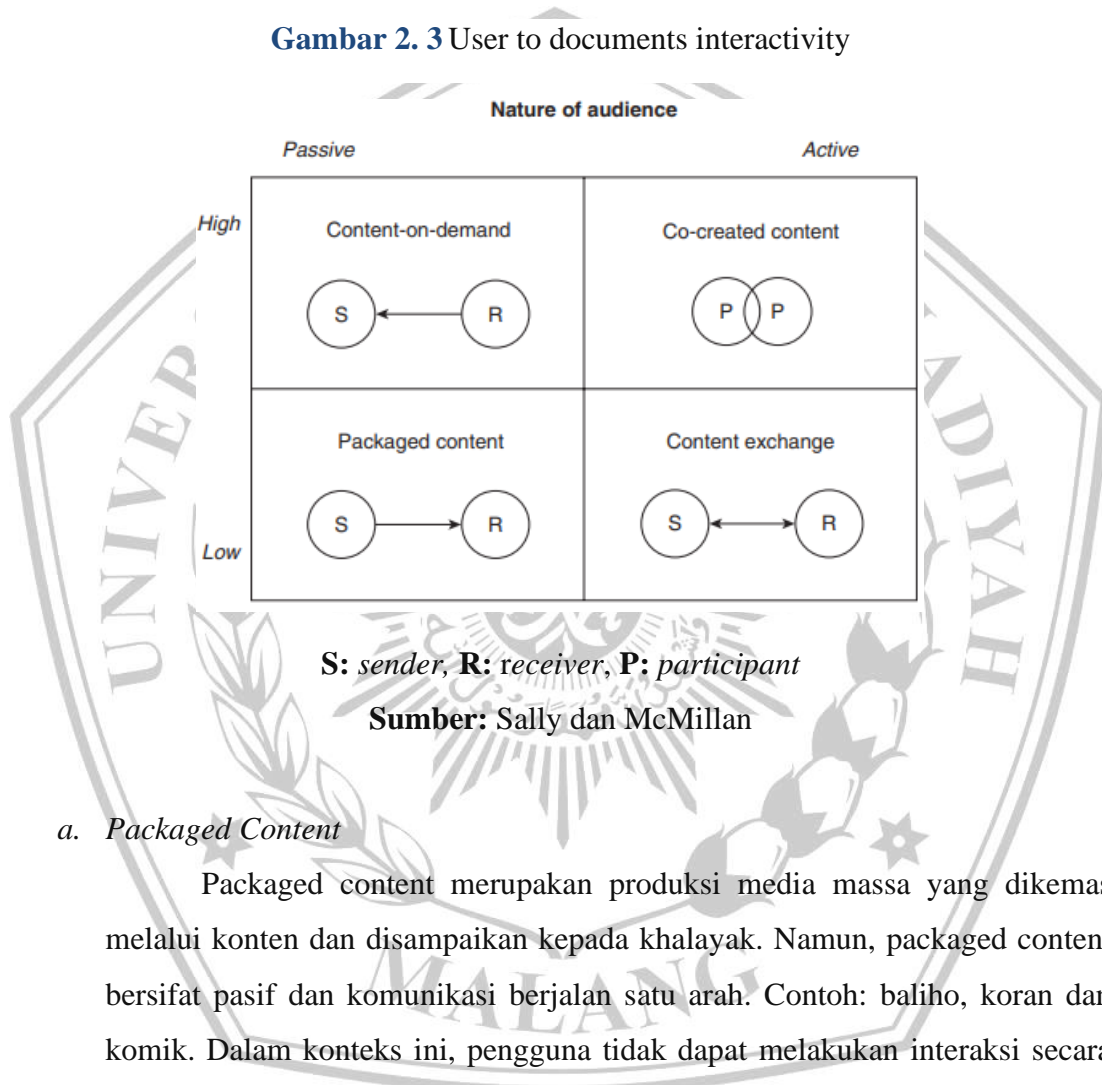 Gambar 2. 3 User to documents interactivity
Nature of audience
Passive Active
High
Content-on-demand Co-created content
S R P P
Packaged content Content exchange
S R S R
Low
S: sender, R: receiver, P: participant
Sumber: Sally dan McMillan
a. Packaged Content
Packaged content merupakan produksi media massa yang dikemas
melalui konten dan disampaikan kepada khalayak. Namun, packaged conten
bersifat pasif dan komunikasi berjalan satu arah. Contoh: baliho, koran dan
komik. Dalam konteks ini, pengguna tidak dapat melakukan interaksi secara
MALANG